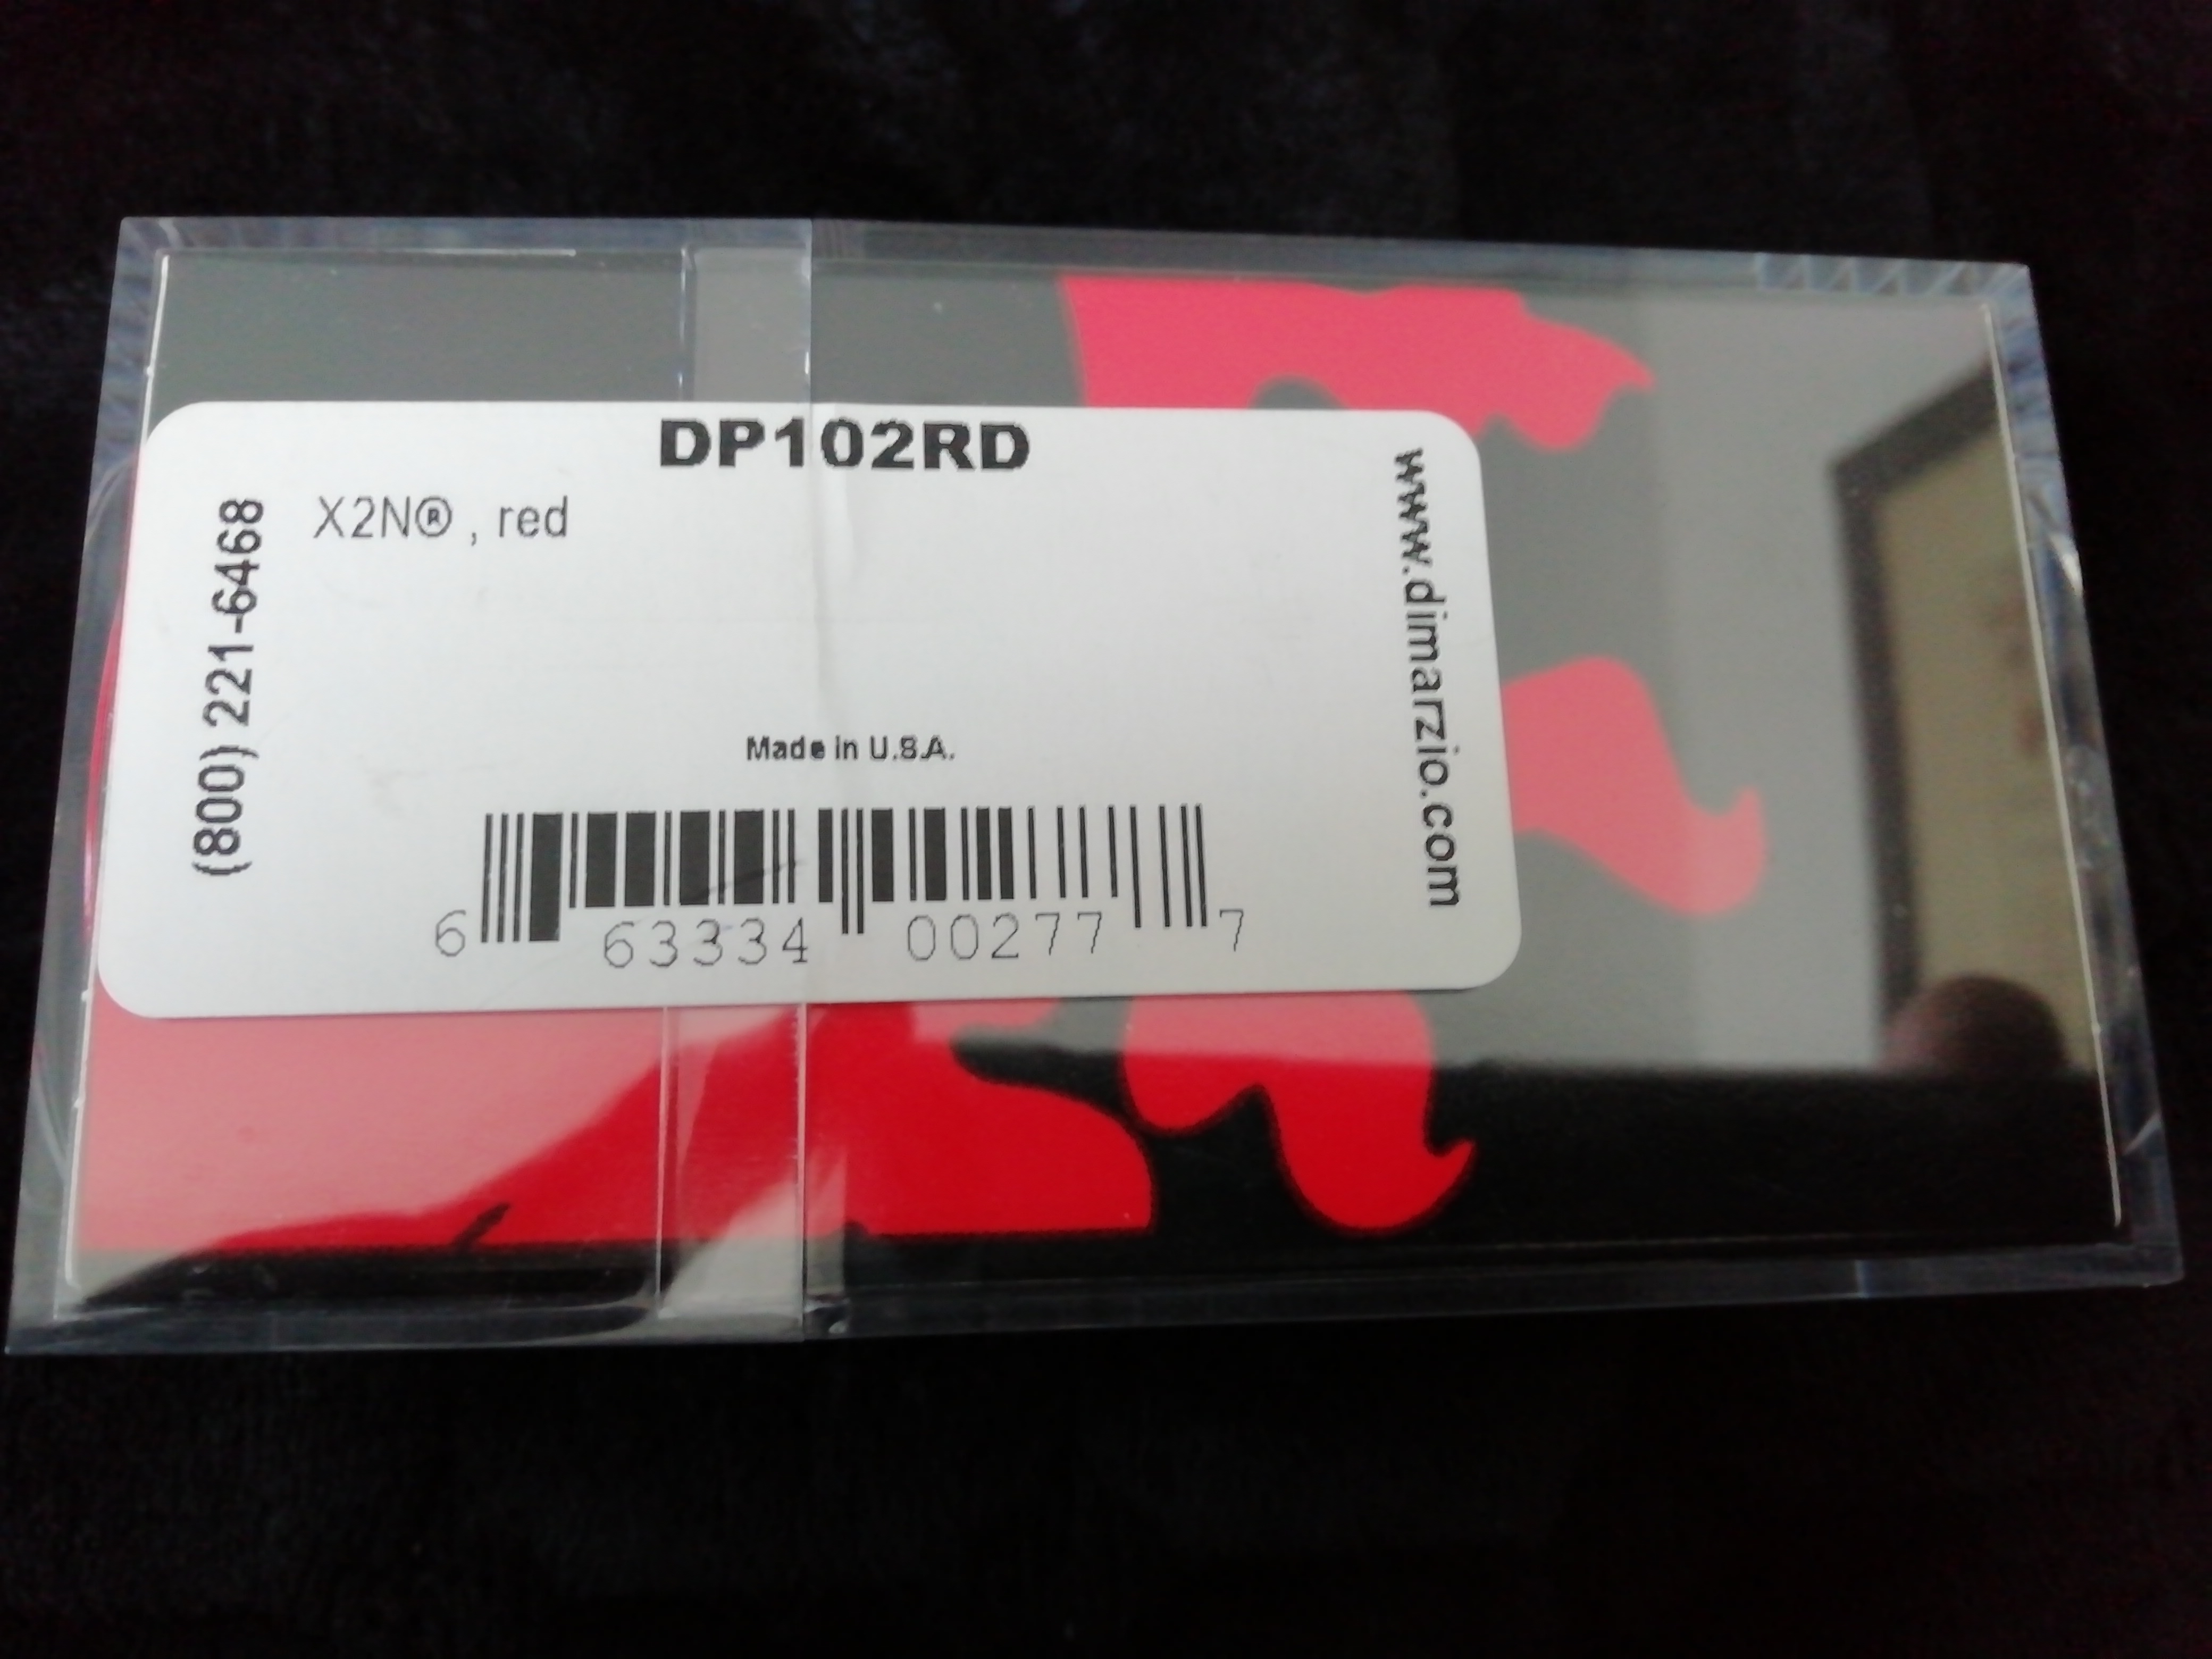 DP102RD
X2N® , red
(800) 221-6468
www.dimarzio.com
Made in U.S.A.
6 63334 00277 7